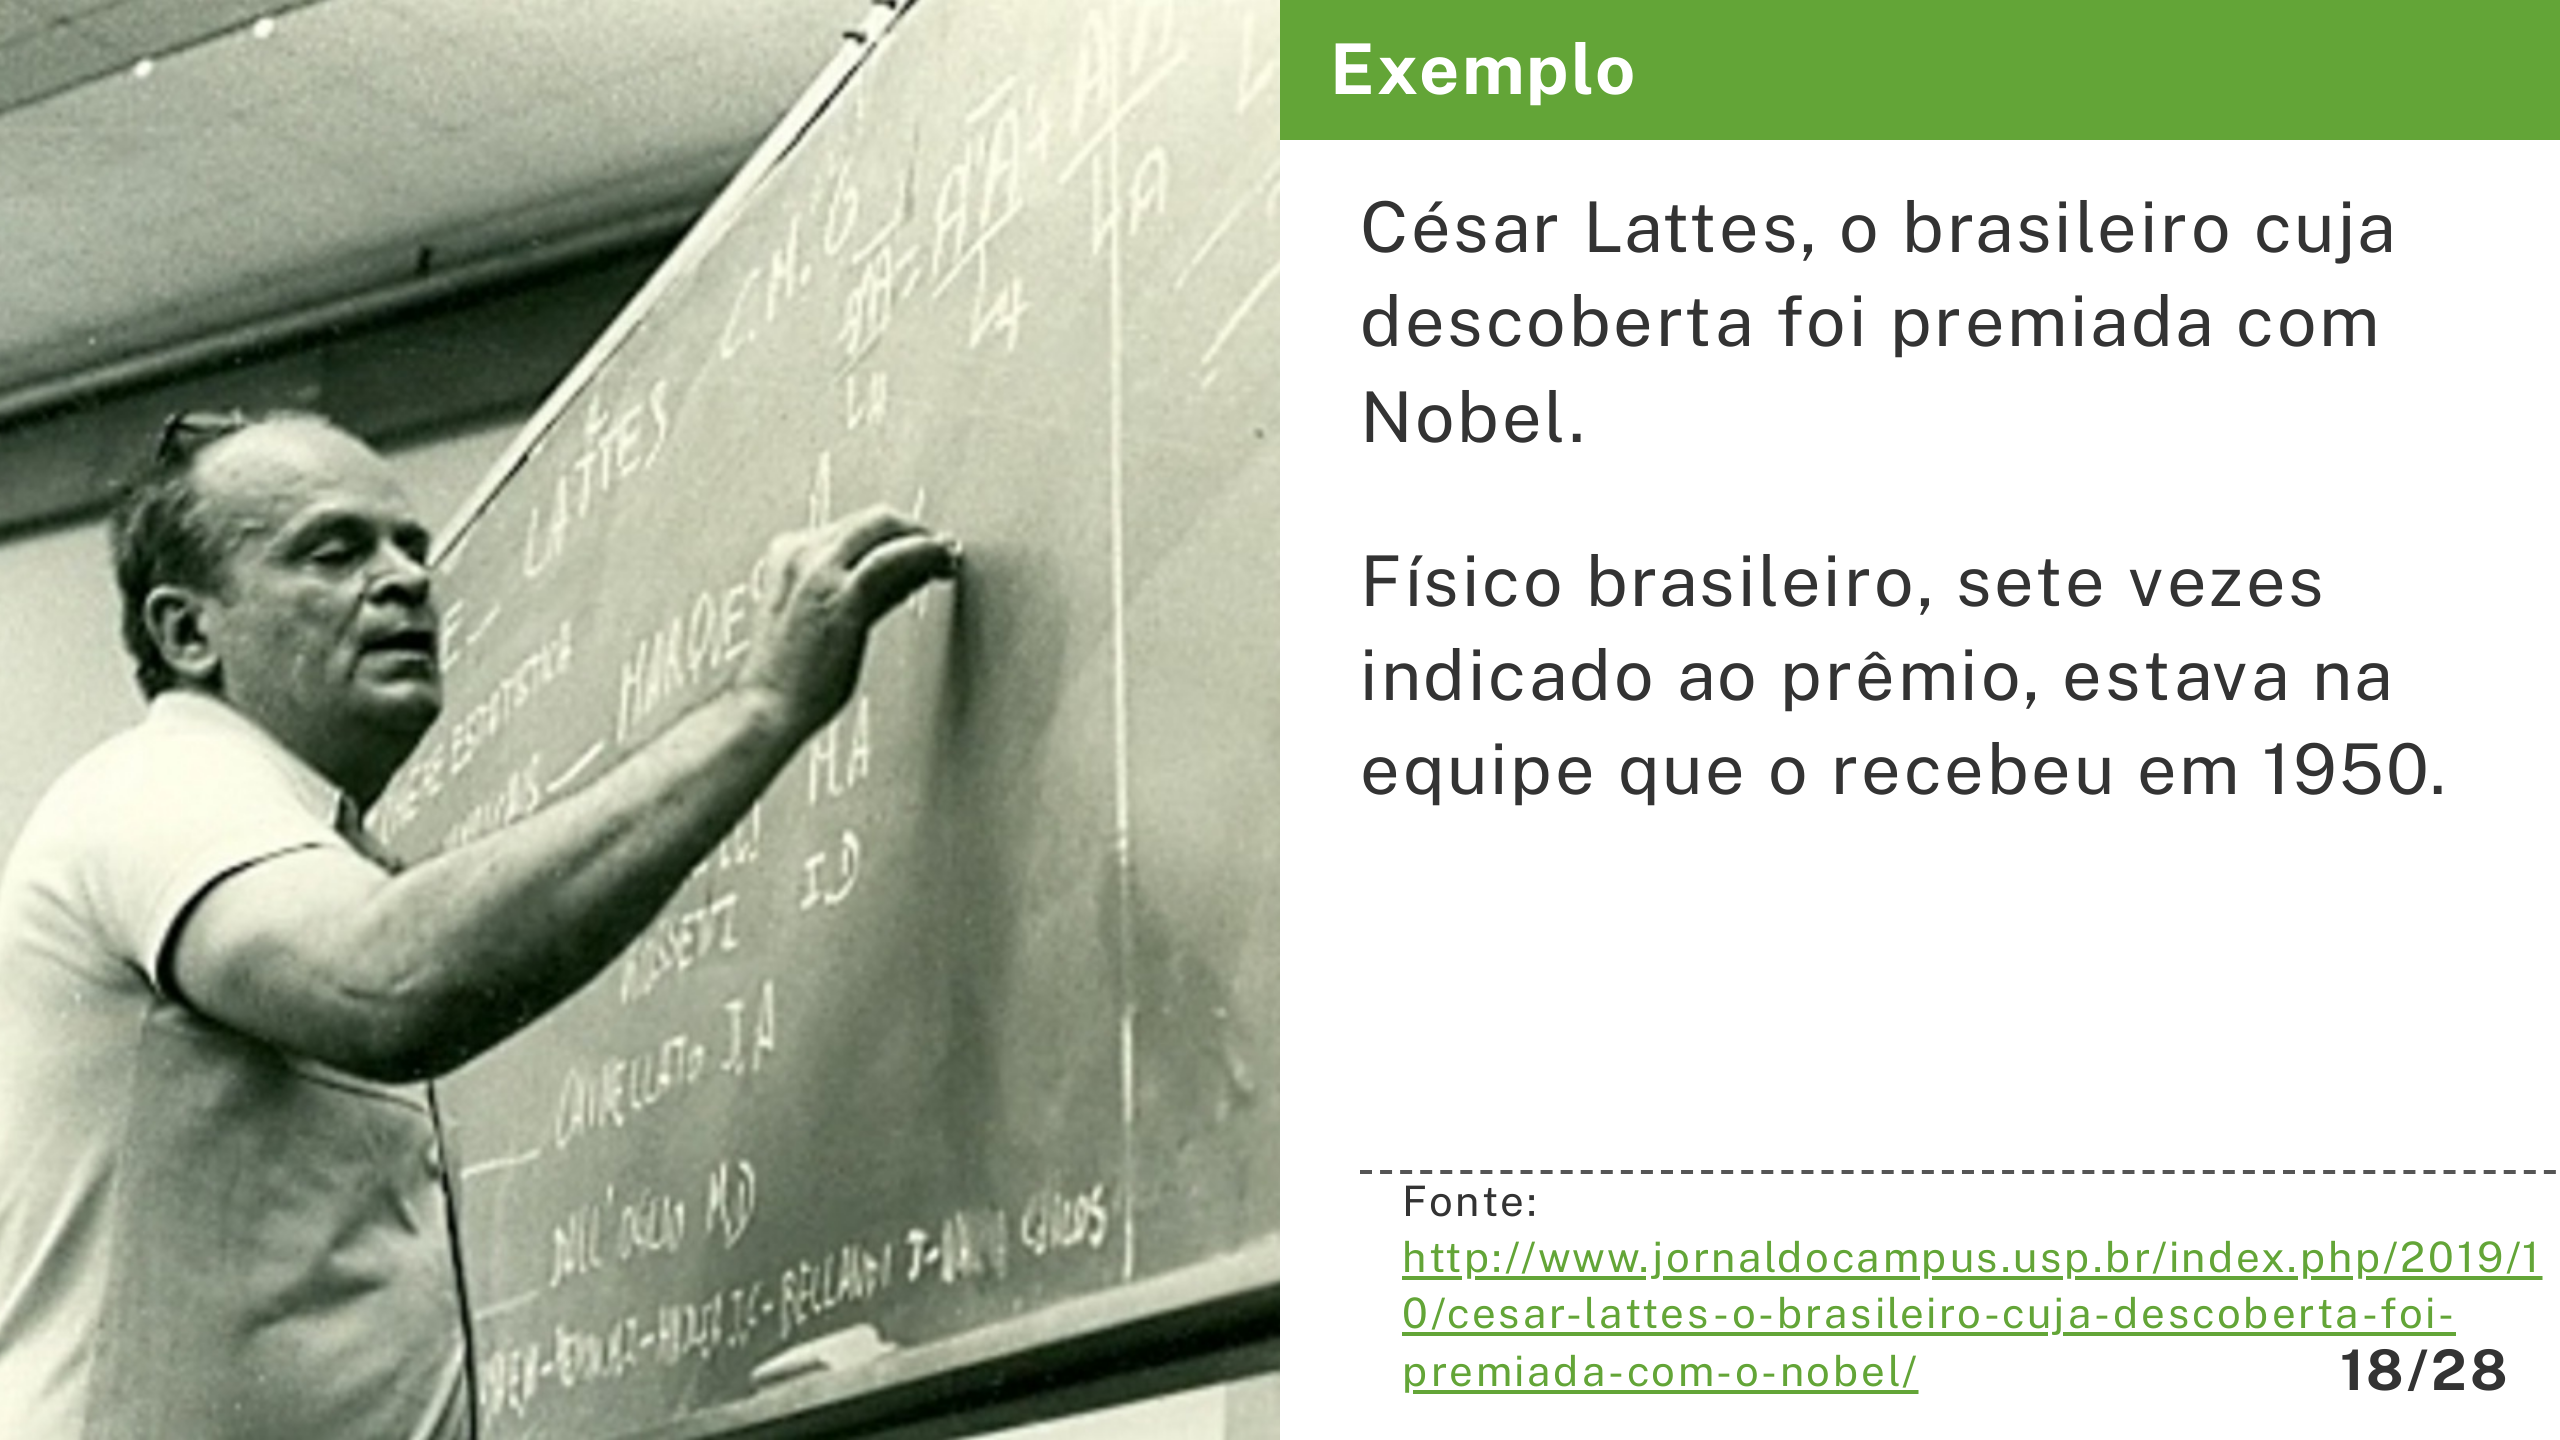 Exemplo
César Lattes, o brasileiro cuja
descoberta foi premiada com
Nobel.
Físico brasileiro, sete vezes
indicado ao prêmio, estava na
equipe que o recebeu em 1950.
Fonte:
http://www.jornaldocampus.usp.br/index.php/2019/1
0/cesar-lattes-o-brasileiro-cuja-descoberta-foi-
premiada-com-o-nobel/
18/28
LATTES C.M.G
M.A
I.D
J.A
M.D